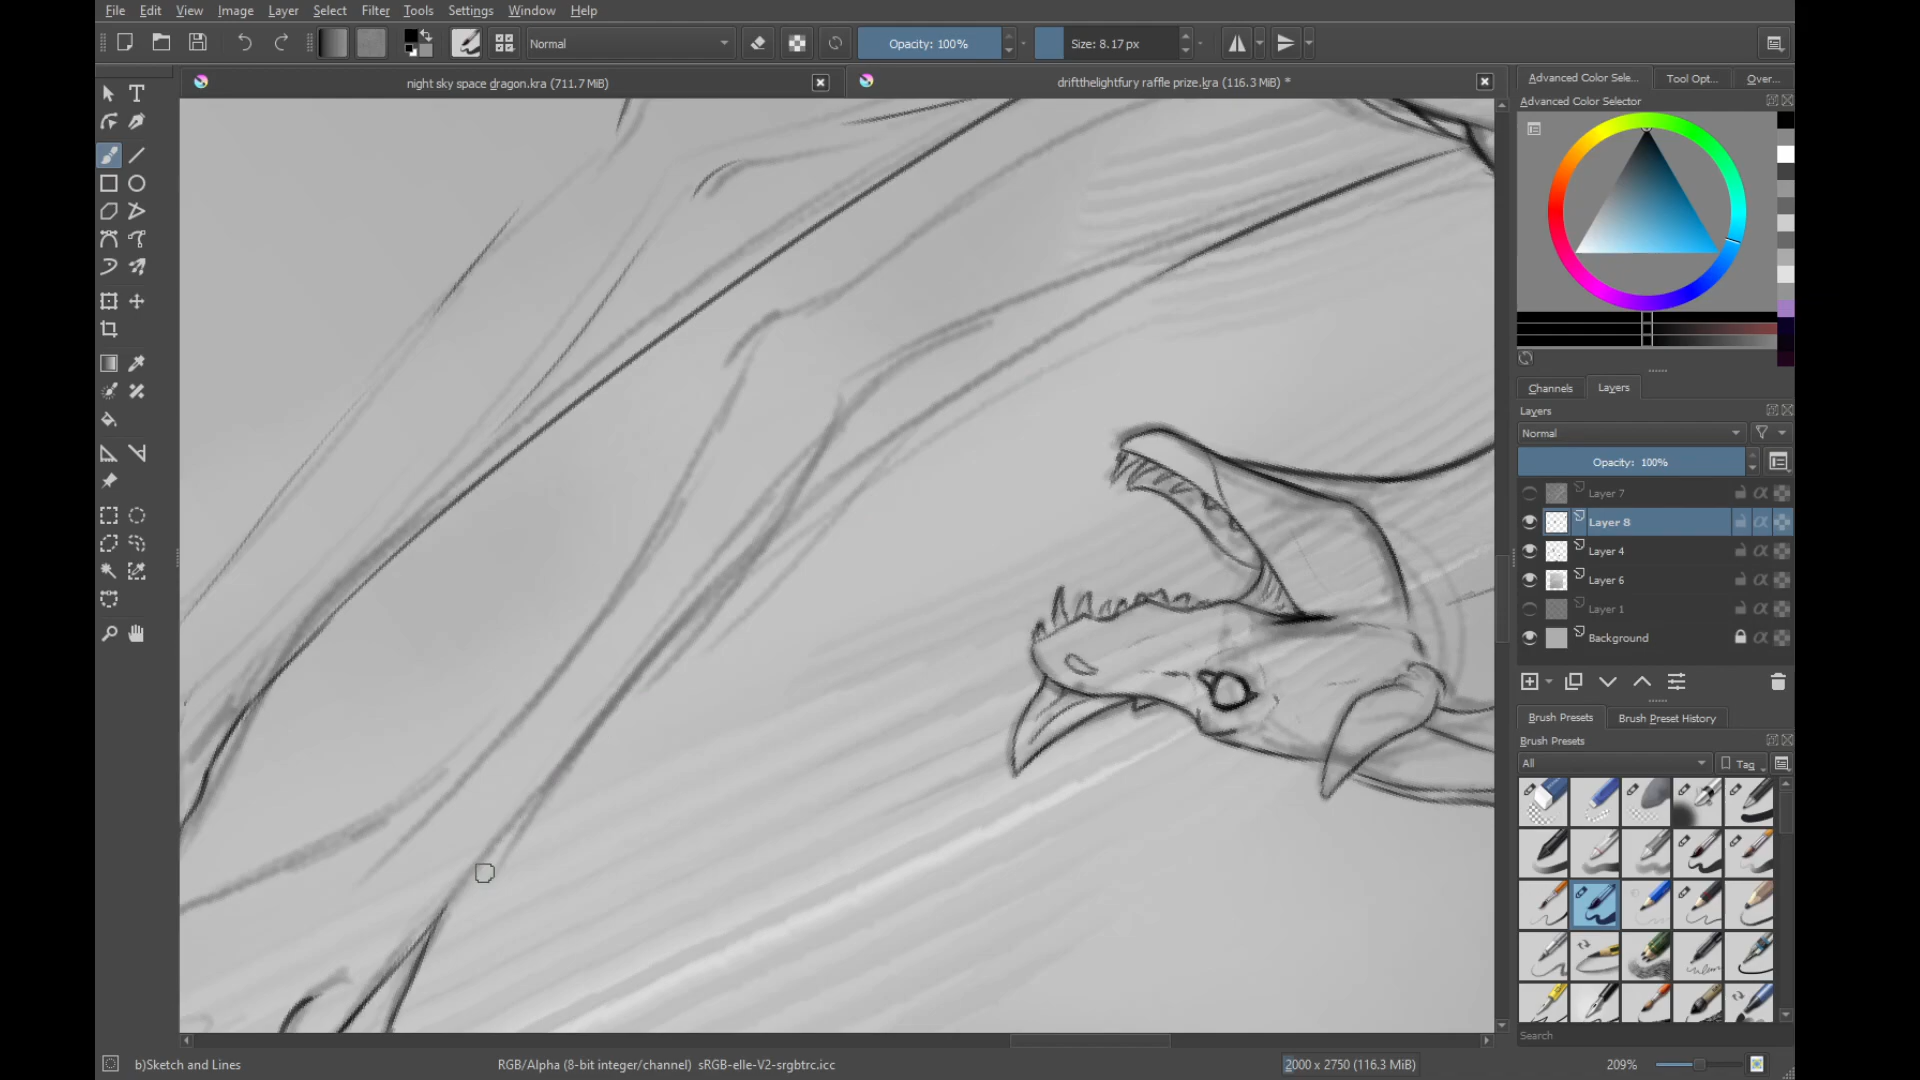 File Edit View Image Layer Select Filter Tools Settings Window Help
Normal Opacity: 100% Size: 8.17 px
night sky space dragon.kra (711.7 MiB)
driftthelightfury raffle prize.kra (116.3 MiB) *
Advanced Color Sele... Tool Opt... Over...
Advanced Color Selector
Channels Layers
Layers
Normal
Opacity: 100%
Layer 7
Layer 8
Layer 4
Layer 6
Layer 1
Background
Brush Presets Brush Preset History
Brush Presets
All Tag
Search
b)Sketch and Lines RGB/Alpha (8-bit integer/channel) sRGB-elle-V2-srgbtrc.icc 2000 x 2750 (116.3 MiB) 209%